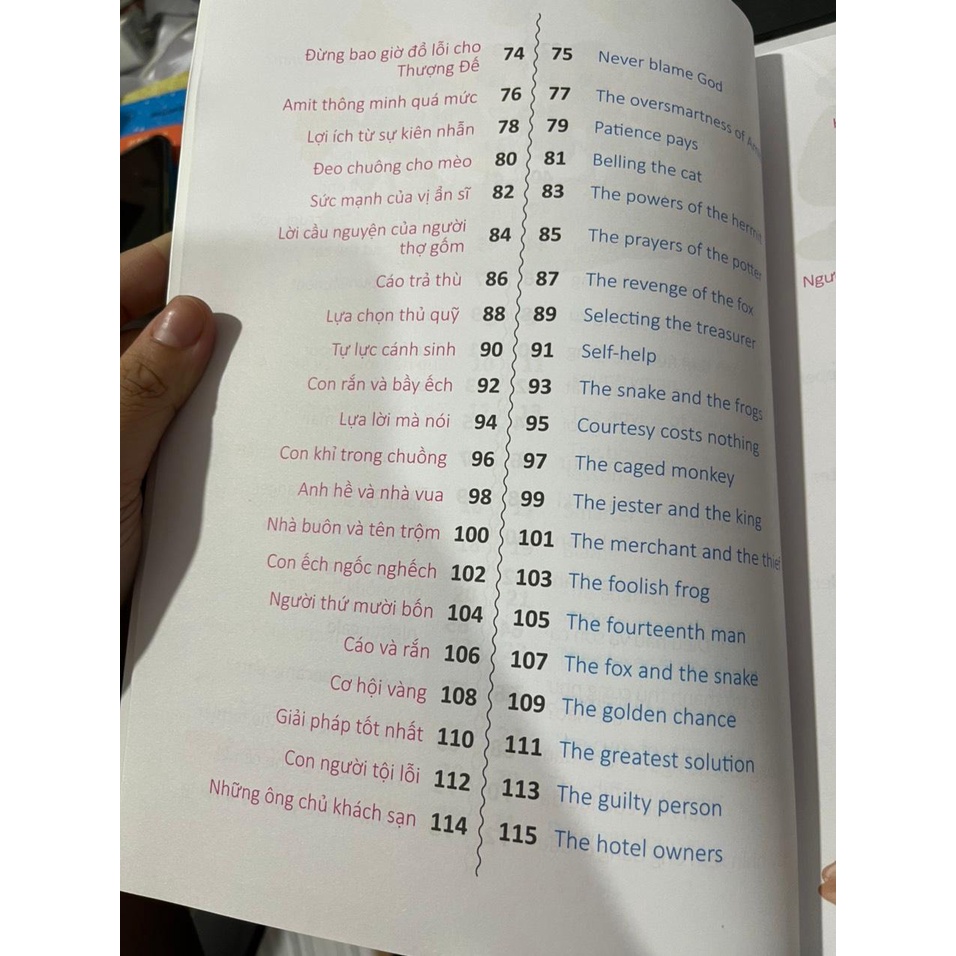 Đừng bao giờ đổ lỗi cho 74 75 Never blame God
Thượng Đế
Amit thông minh quá mức 76 77 The oversmartness of
Lợi ích từ sự kiên nhẫn 78 79 Patience pays
Đeo chuông cho mèo 80 81 Belling the cat
Sức mạnh của vị ẩn sĩ 82 83 The powers of the hermit
Lời cầu nguyện của người 84 85 The prayers of the potter
thợ gốm
Cáo trả thù 86 87 The revenge of the fox
Lựa chọn thủ quỹ 88 89 Selecting the treasurer
Tự lực cánh sinh 90 91 Self-help
Con rắn và bầy ếch 92 93 The snake and the frogs
Lựa lời mà nói 94 95 Courtesy costs nothing
Con khỉ trong chuồng 96 97 The caged monkey
Anh hề và nhà vua 98 99 The jester and the king
Nhà buôn và tên trộm 100 101 The merchant and the thief
Con ếch ngốc nghếch 102 103 The foolish frog
Người thứ mười bốn 104 105 The fourteenth man
Cáo và rắn 106 107 The fox and the snake
Cơ hội vàng 108 109 The golden chance
Giải pháp tốt nhất 110 111 The greatest solution
Con người tội lỗi 112 113 The guilty person
Những ông chủ khách sạn 114 115 The hotel owners